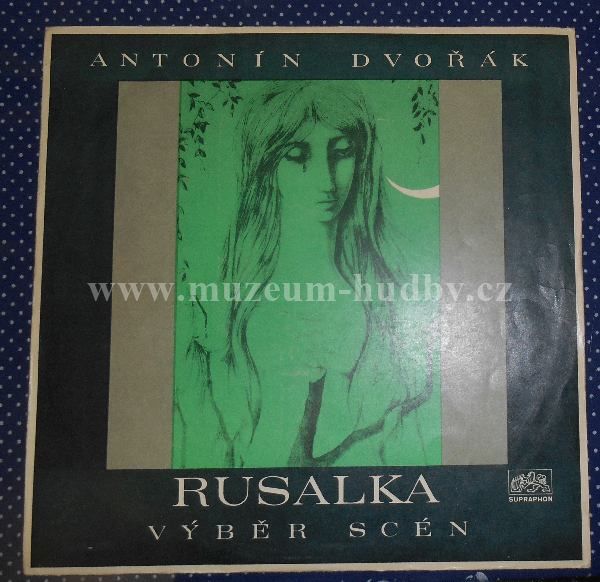 ANTONÍN DVOŘÁK
www.muzeum-hudby.cz
RUSALKA
SUPRAPHON
VÝBĚR SCÉN